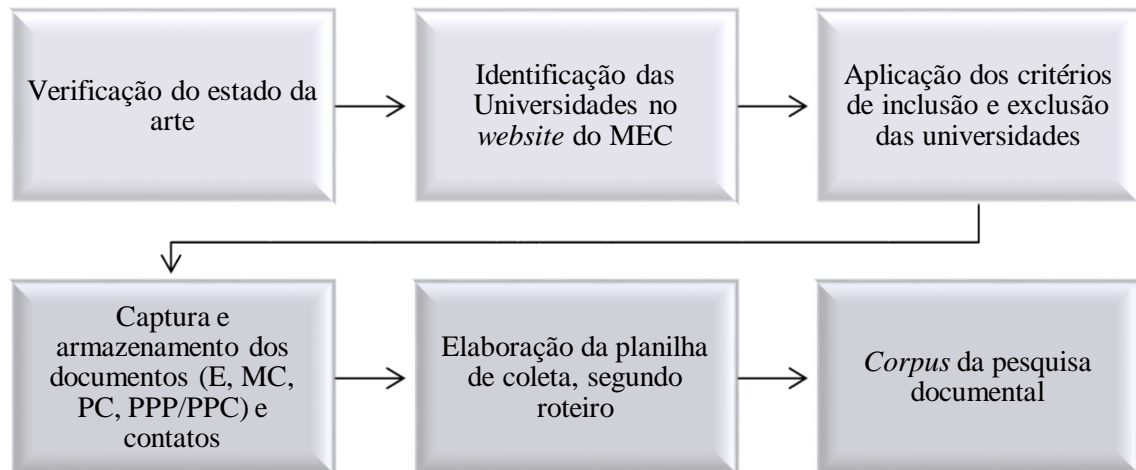 Verificação do estado da
arte
Identificação das
Universidades no
website do MEC
Aplicação dos critérios
de inclusão e exclusão
das universidades
Captura e
armazenamento dos
documentos (E, MC,
PC, PPP/PPC) e
contatos
Elaboração da planilha
de coleta, segundo
roteiro
Corpus da pesquisa
documental